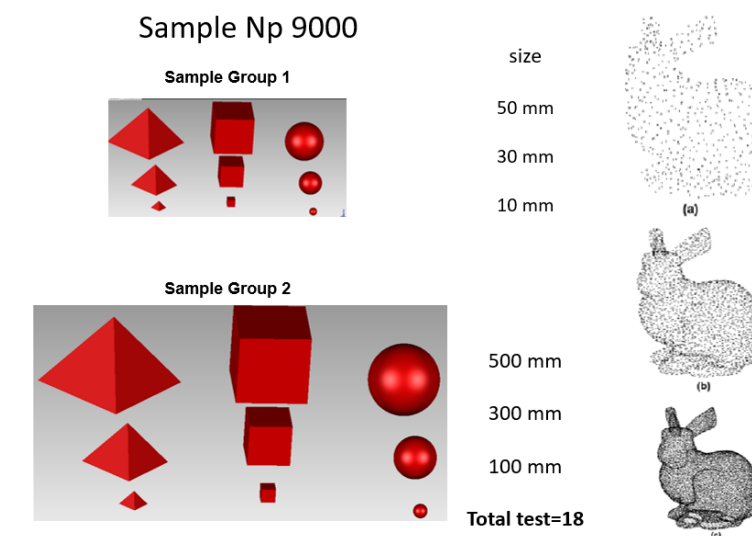 Sample Np 9000
Sample Group 1
size
50 mm
30 mm
10 mm
(a)
Sample Group 2
500 mm
300 mm
100 mm
Total test=18
(b)
(c)